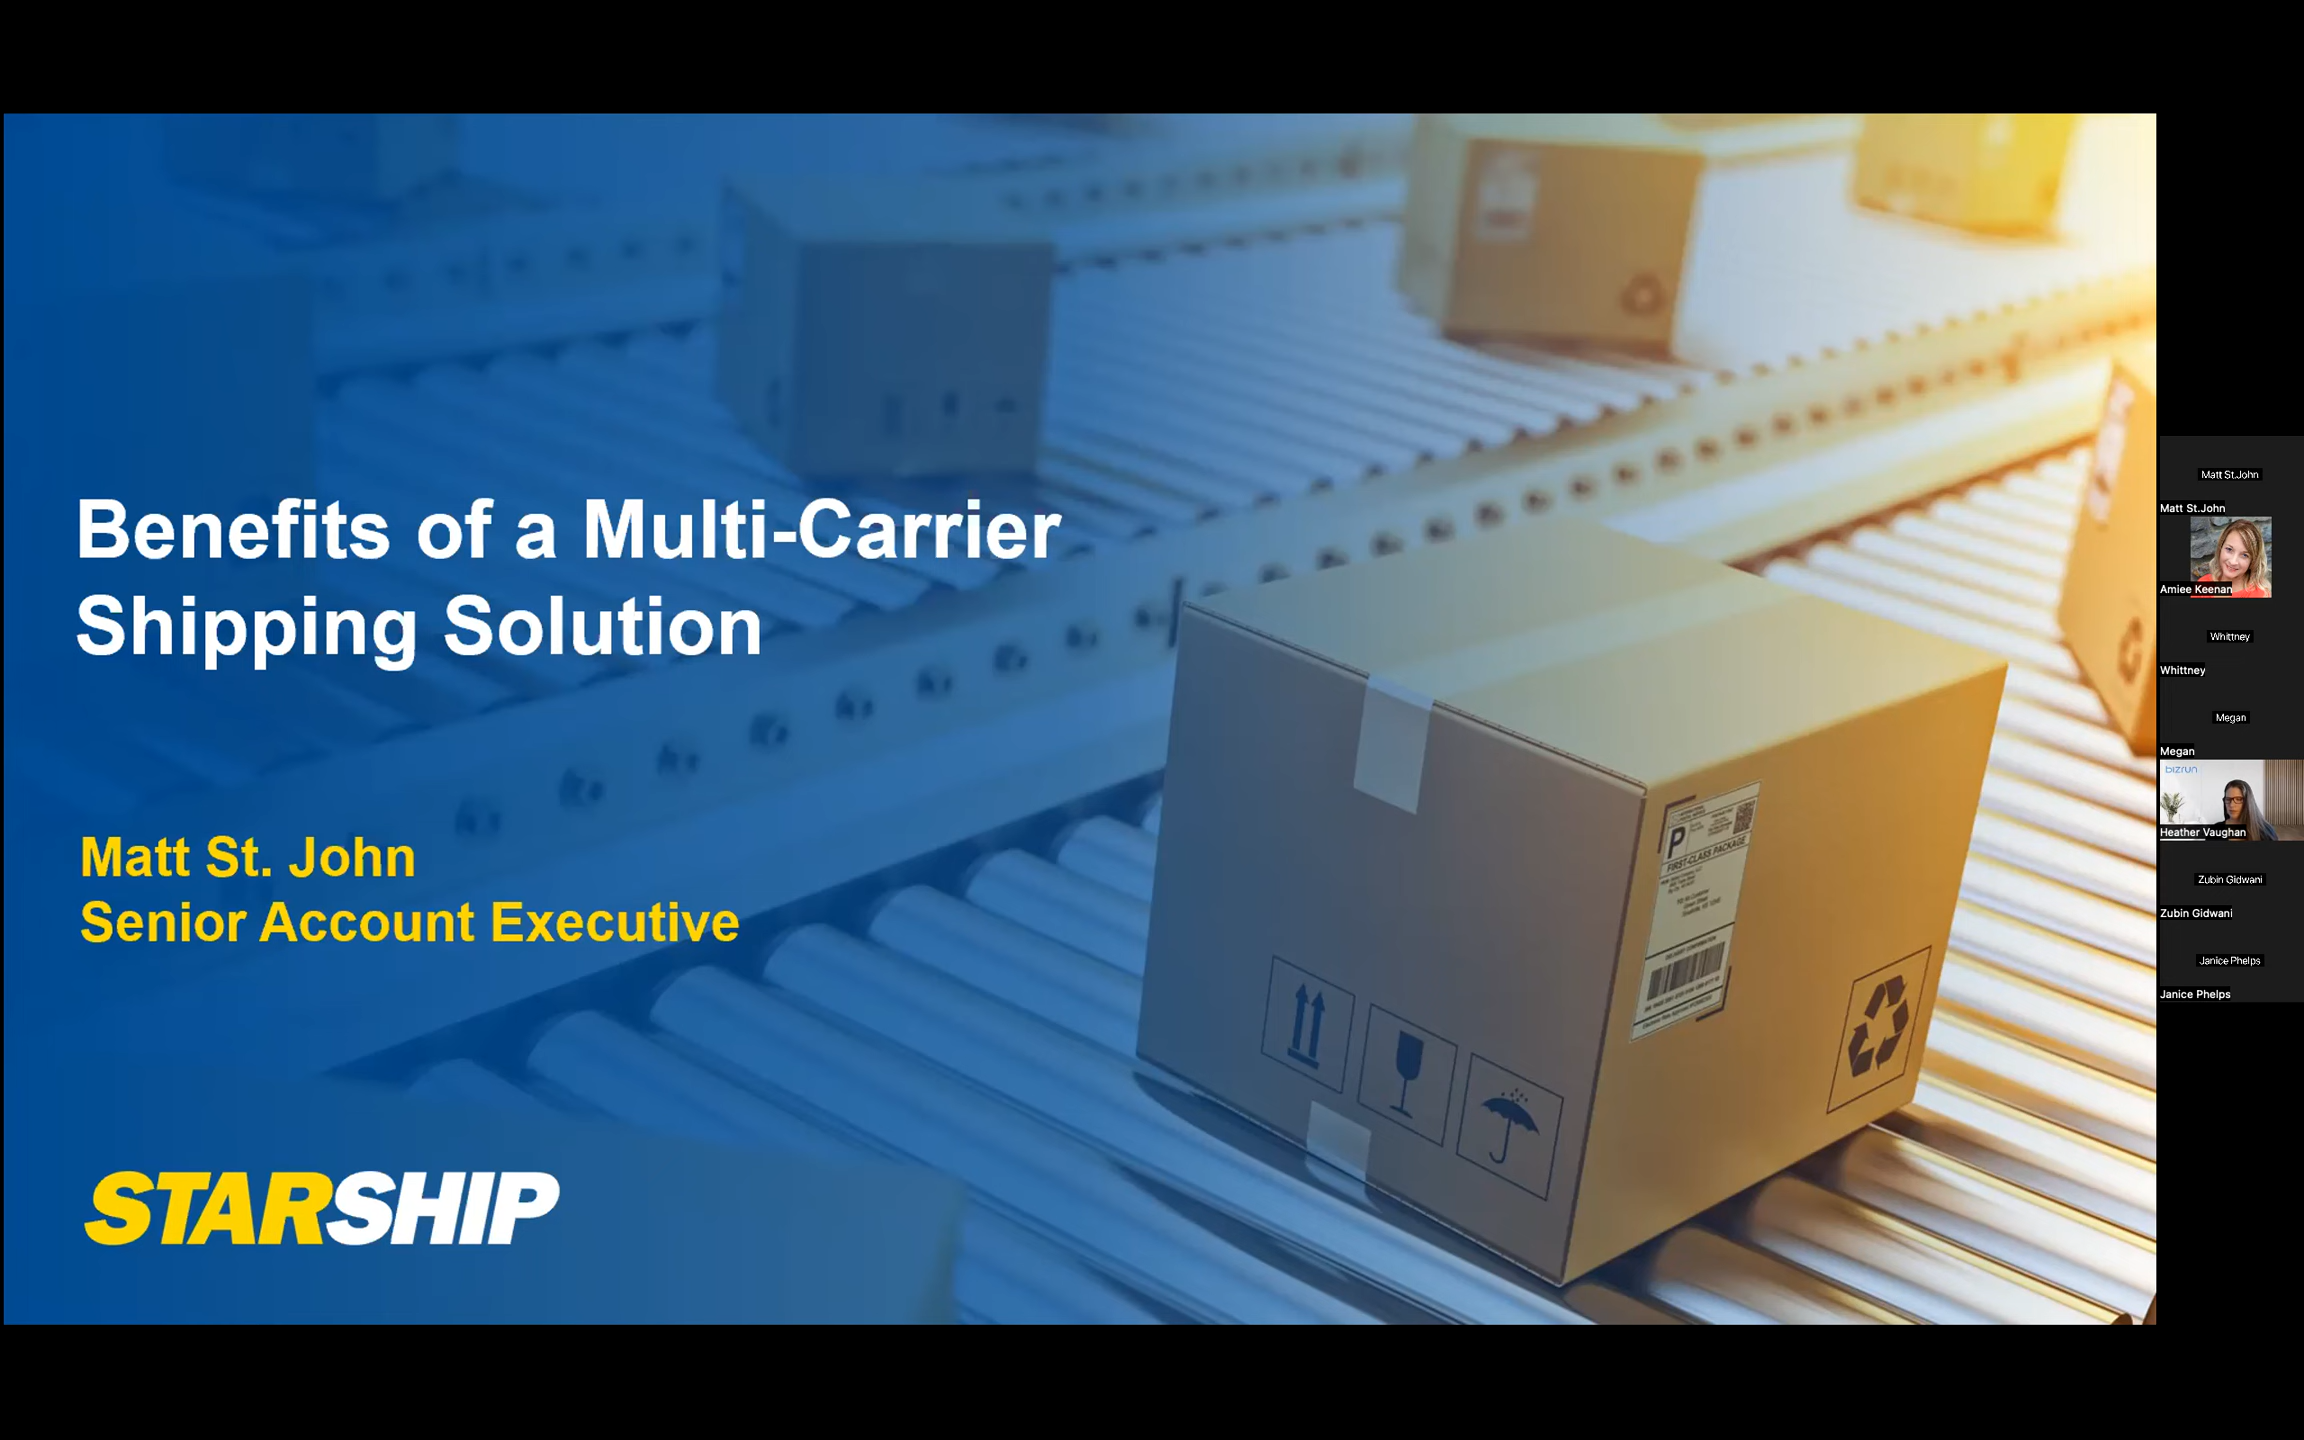 Benefits of a Multi-Carrier
Shipping Solution
Matt St. John
Senior Account Executive
STARSHIP
P
FIRST-CLASS PACKAGE
Matt St.John
Matt St.John
Amiee Keenan
Whittney
Whittney
Megan
Megan
bizrun
Heather Vaughan
Zubin Gidwani
Zubin Gidwani
Janice Phelps
Janice Phelps